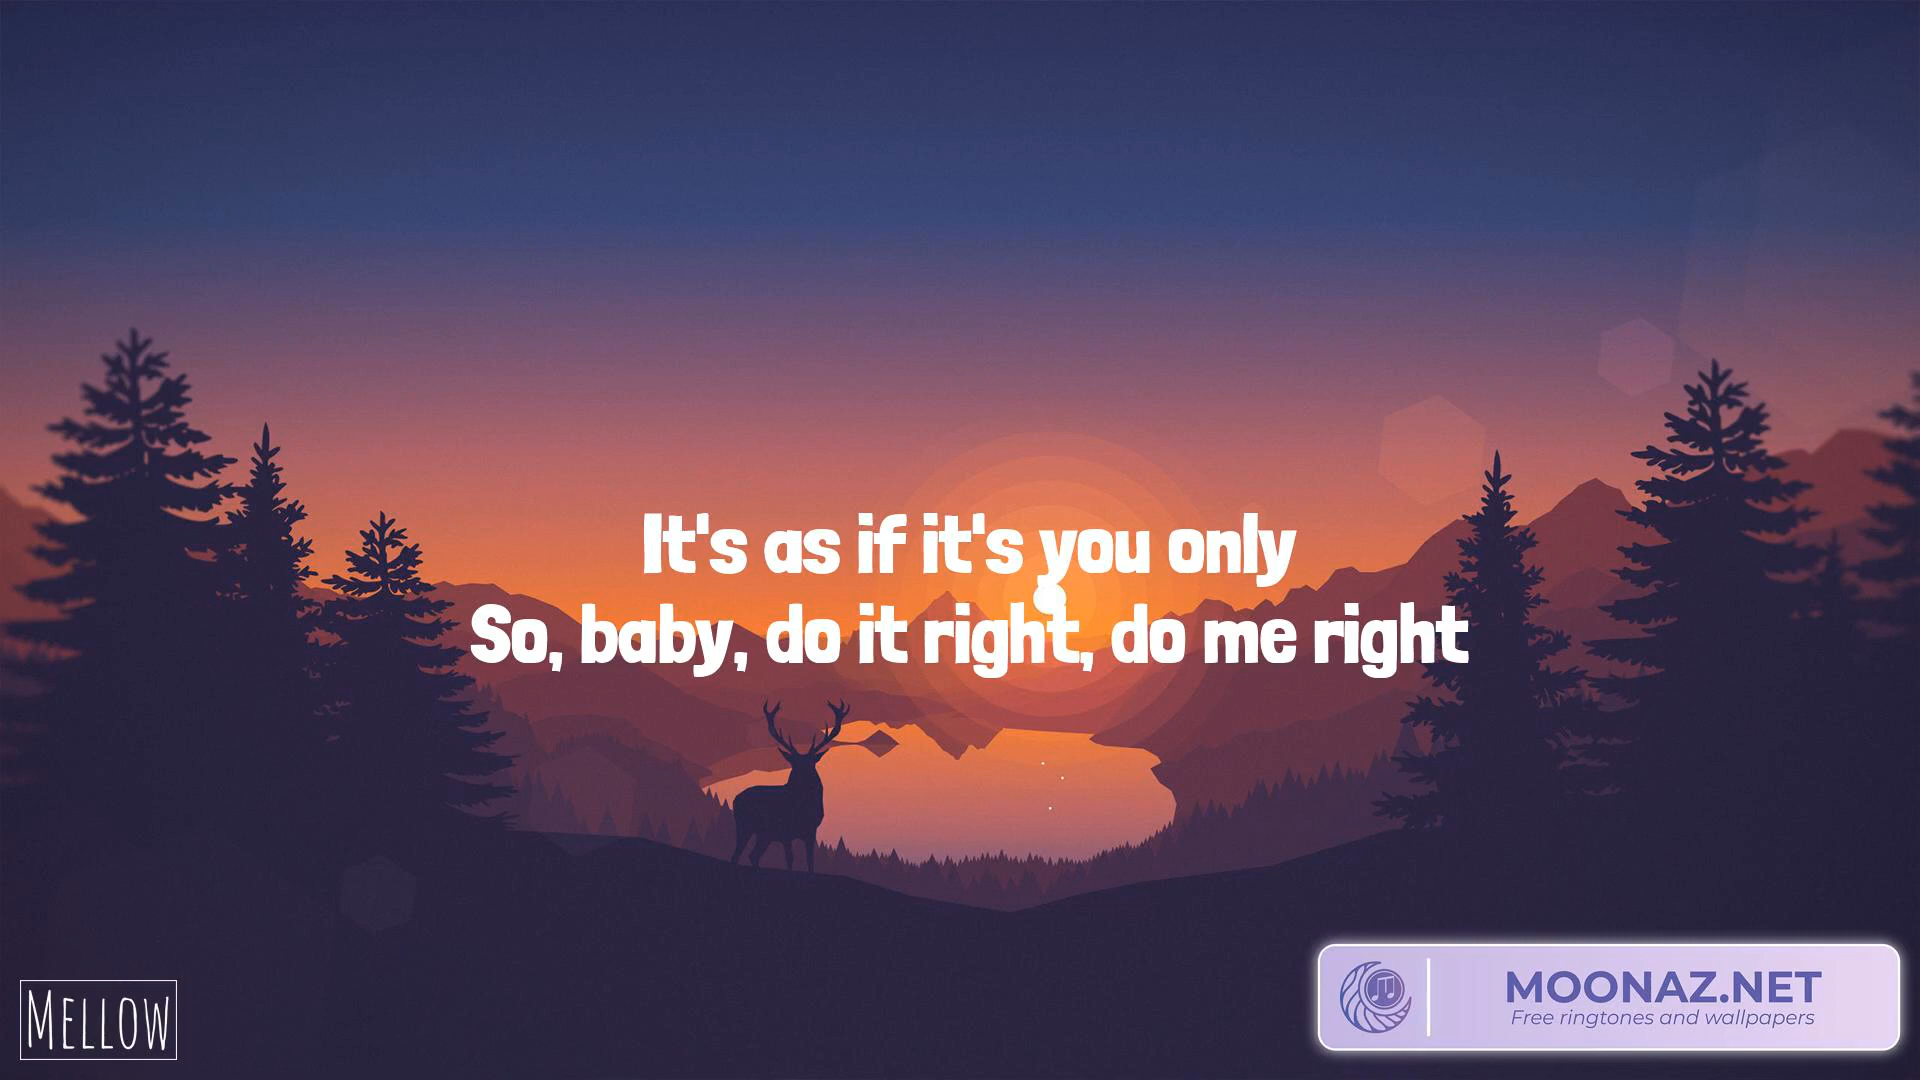 It's as if it's you only
So, baby, do it right, do me right
MELLOW
MOONAZ.NET
Free ringtones and wallpapers